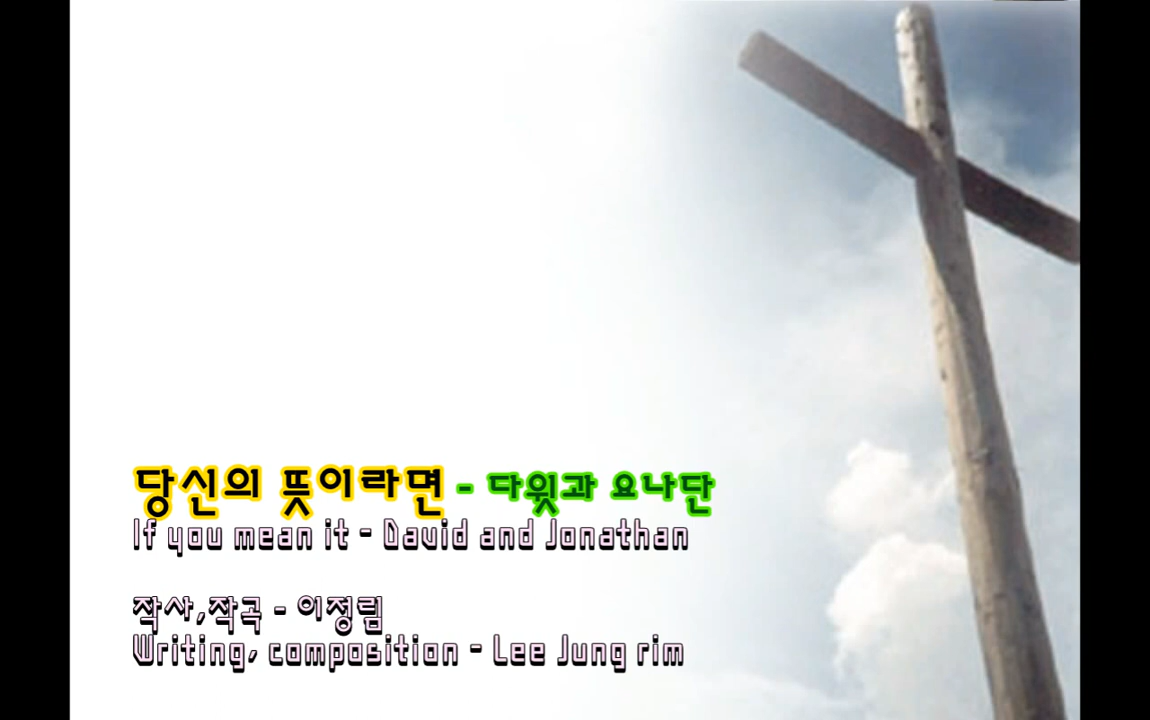 당신의 뜻이라면 - 다윗과 요나단
If you mean it - David and Jonathan
작사,작곡 - 이정림
Writing, composition - Lee Jung rim